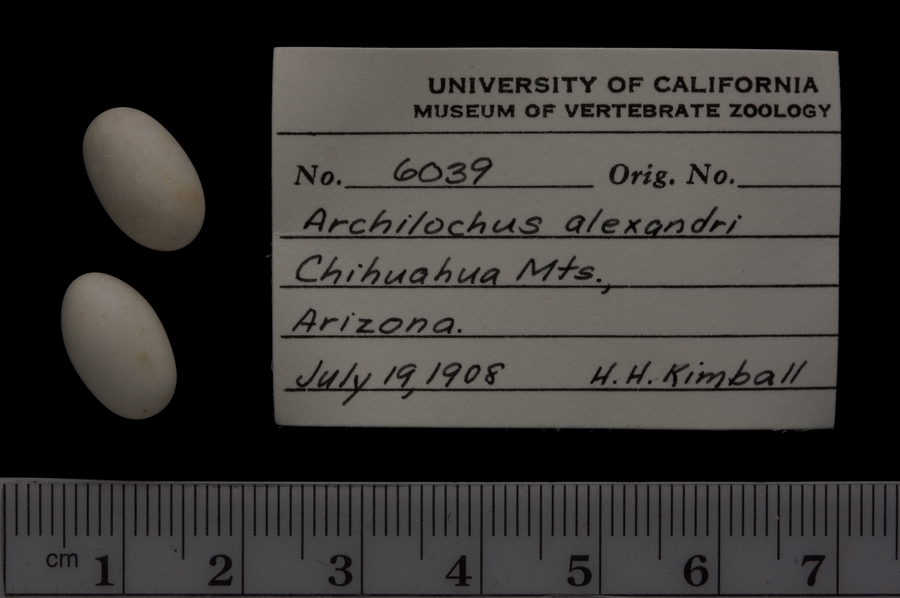 UNIVERSITY OF CALIFORNIA
MUSEUM OF VERTEBRATE ZOOLOGY
No. 6039 Orig. No.
Archilochus alexandri
Chihuahua Mts.,
Arizona.
July 19, 1908 H. H. Kimball
cm 1 2 3 4 5 6 7